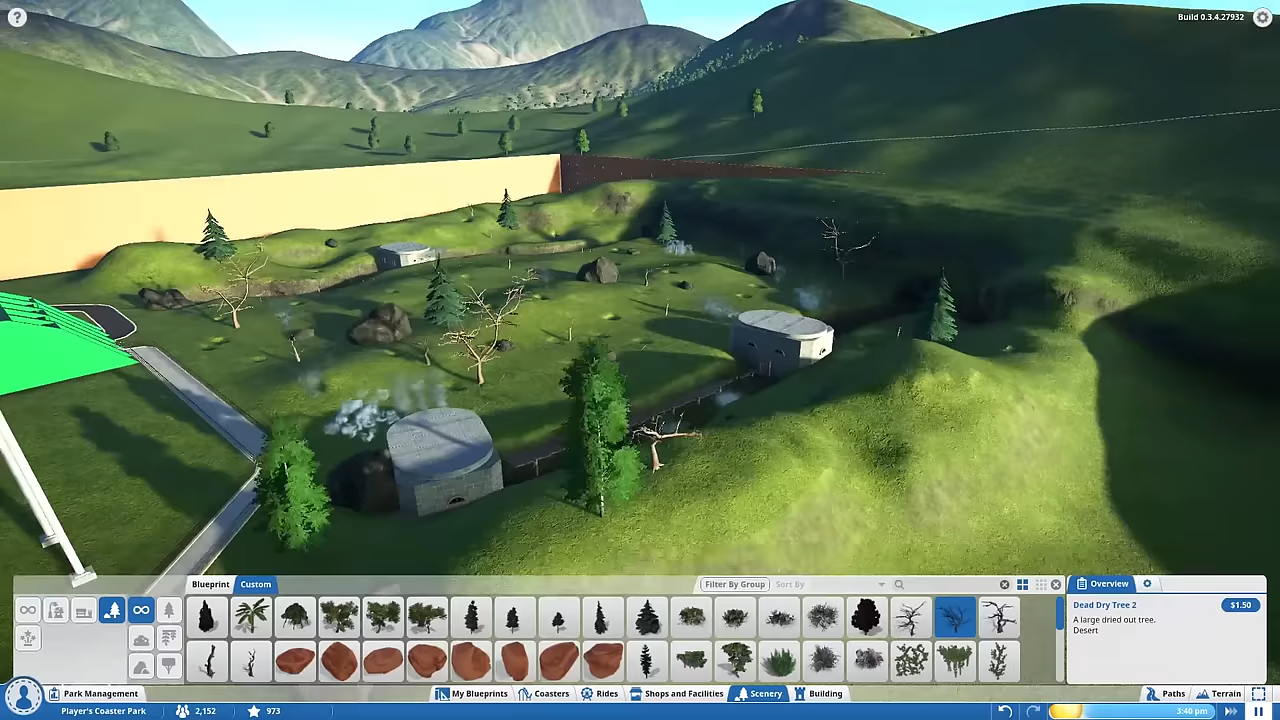 ?
Build 0.3.4.27932
Blueprint Custom
Filter By Group Sort By
Overview
Dead Dry Tree 2 $1.50
A large dried out tree.
Desert
Park Management
My Blueprints Coasters Rides Shops and Facilities Scenery Building
Paths Terrain
Player's Coaster Park 2,152 973
3:40 pm